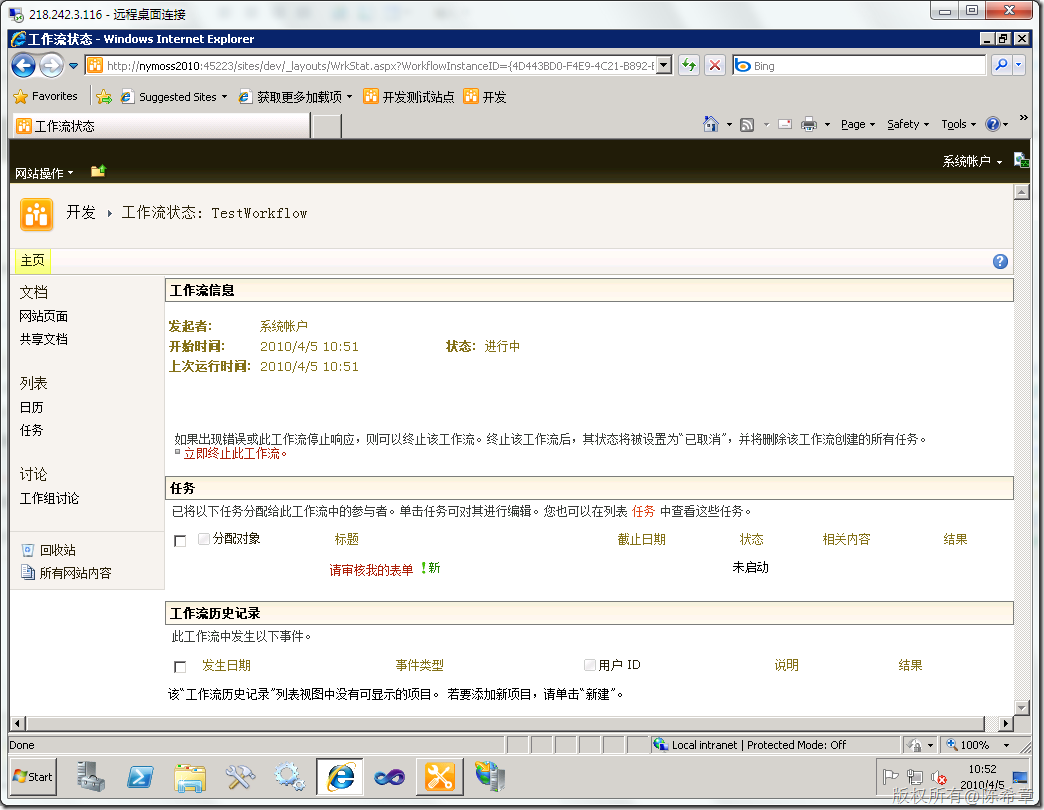 218.242.3.116 - 远程桌面连接
工作流状态 - Windows Internet Explorer
http://nymoss2010:45223/sites/dev/_layouts/WrkStat.aspx?WorkflowInstanceID={4D443BD0-F4E9-4C21-B892-E
Bing
Favorites
Suggested Sites
获取更多加载项
开发测试站点
开发
工作流状态
Page
Safety
Tools
网站操作
系统帐户
开发
工作流状态: TestWorkflow
主页
文档
网站页面
共享文档
列表
日历
任务
讨论
工作组讨论
回收站
所有网站内容
工作流信息
发起者: 系统帐户
开始时间: 2010/4/5 10:51 状态: 进行中
上次运行时间: 2010/4/5 10:51
如果出现错误或此工作流停止响应，则可以终止该工作流。终止该工作流后，其状态将被设置为“已取消”，并将删除该工作流创建的所有任务。
立即终止此工作流。
任务
已将以下任务分配给此工作流中的参与者。单击任务可对其进行编辑。您也可以在列表 任务 中查看这些任务。
分配对象 标题 截止日期 状态 相关内容 结果
请审核我的表单 !新 未启动
工作流历史记录
此工作流中发生以下事件。
发生日期 事件类型 用户 ID 说明 结果
该“工作流历史记录”列表视图中没有可显示的项目。 若要添加新项目，请单击“新建”。
Done
Local intranet | Protected Mode: Off
100%
Start
10:52
2010/4/5
版权所有@陈希章